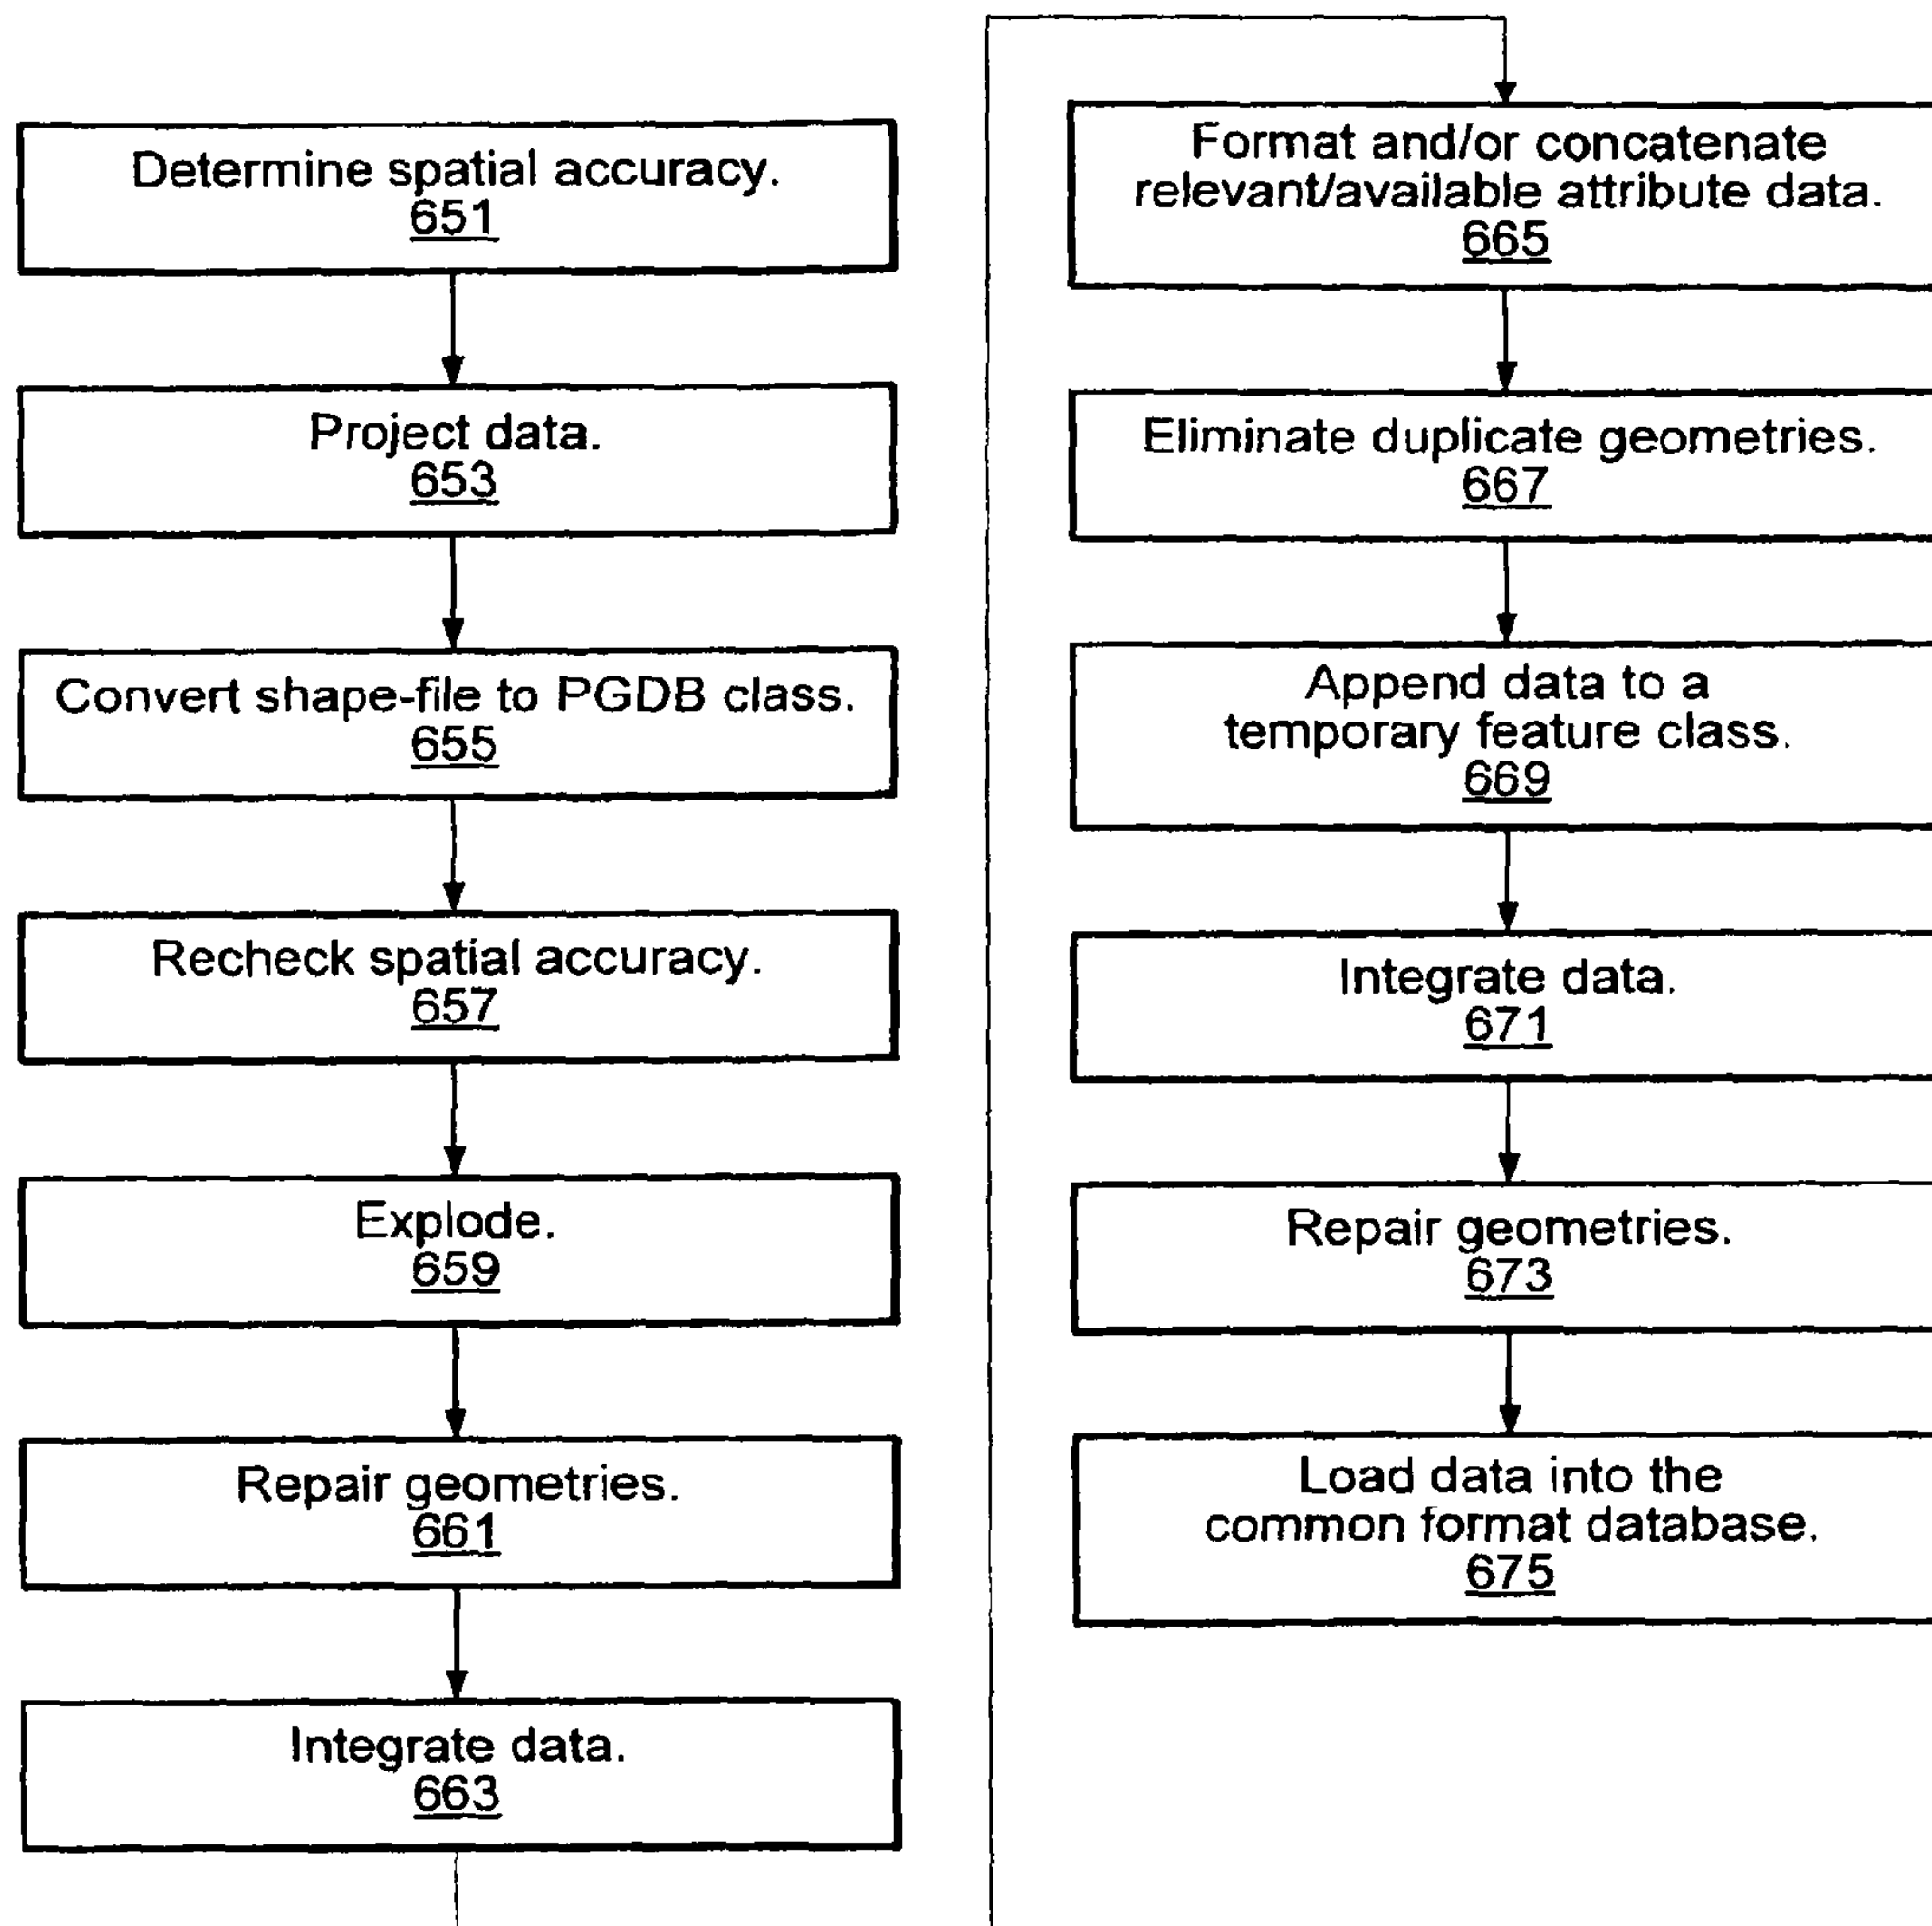 Determine spatial accuracy.
651
Project data.
653
Convert shape-file to PGDB class.
655
Recheck spatial accuracy.
657
Explode.
659
Repair geometries.
661
Integrate data.
663
Format and/or concatenate
relevant/available attribute data.
665
Eliminate duplicate geometries.
667
Append data to a
temporary feature class.
669
Integrate data.
671
Repair geometries.
673
Load data into the
common format database.
675